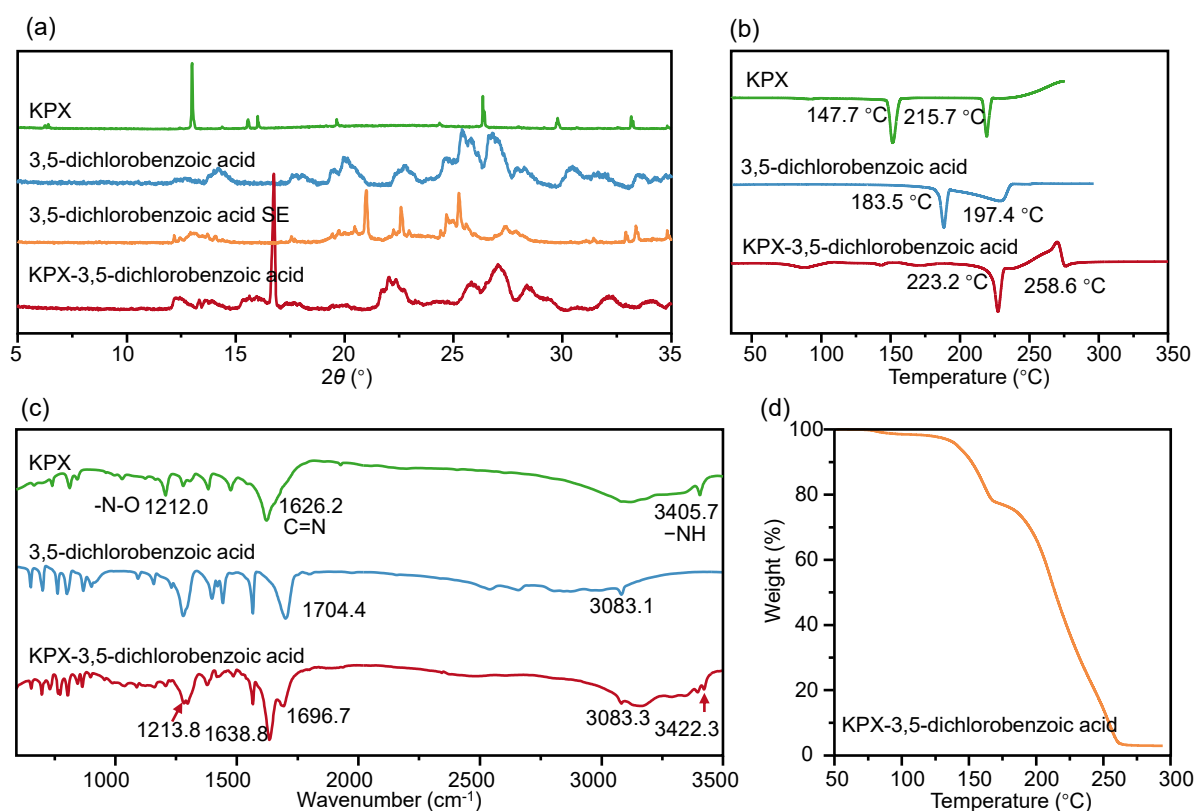 (a)
KPX
3,5-dichlorobenzoic acid
3,5-dichlorobenzoic acid SE
KPX-3,5-dichlorobenzoic acid
5 10 15 20 25 30 35
2θ (°)
(b)
KPX
147.7 °C 215.7 °C
3,5-dichlorobenzoic acid
183.5 °C 197.4 °C
KPX-3,5-dichlorobenzoic acid
223.2 °C 258.6 °C
50 100 150 200 250 300 350
Temperature (°C)
(c)
KPX
-N-O 1212.0 1626.2 3405.7
C=N −NH
3,5-dichlorobenzoic acid
1704.4 3083.1
KPX-3,5-dichlorobenzoic acid
1213.8 1638.8 1696.7 3083.3 3422.3
1000 1500 2000 2500 3000 3500
Wavenumber (cm⁻¹)
(d)
100
80
60
40
20
0
Weight (%)
KPX-3,5-dichlorobenzoic acid
50 100 150 200 250 300
Temperature (°C)